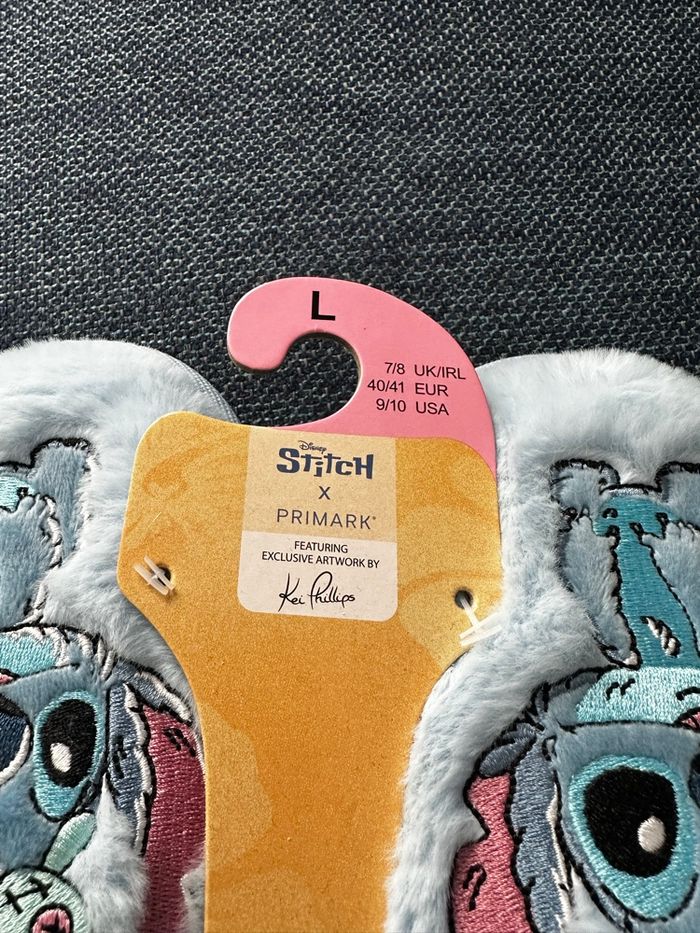 L
7/8 UK/IRL
40/41 EUR
9/10 USA
Disney
Stitch
X
PRIMARK®
FEATURING
EXCLUSIVE ARTWORK BY
Kei Phillips